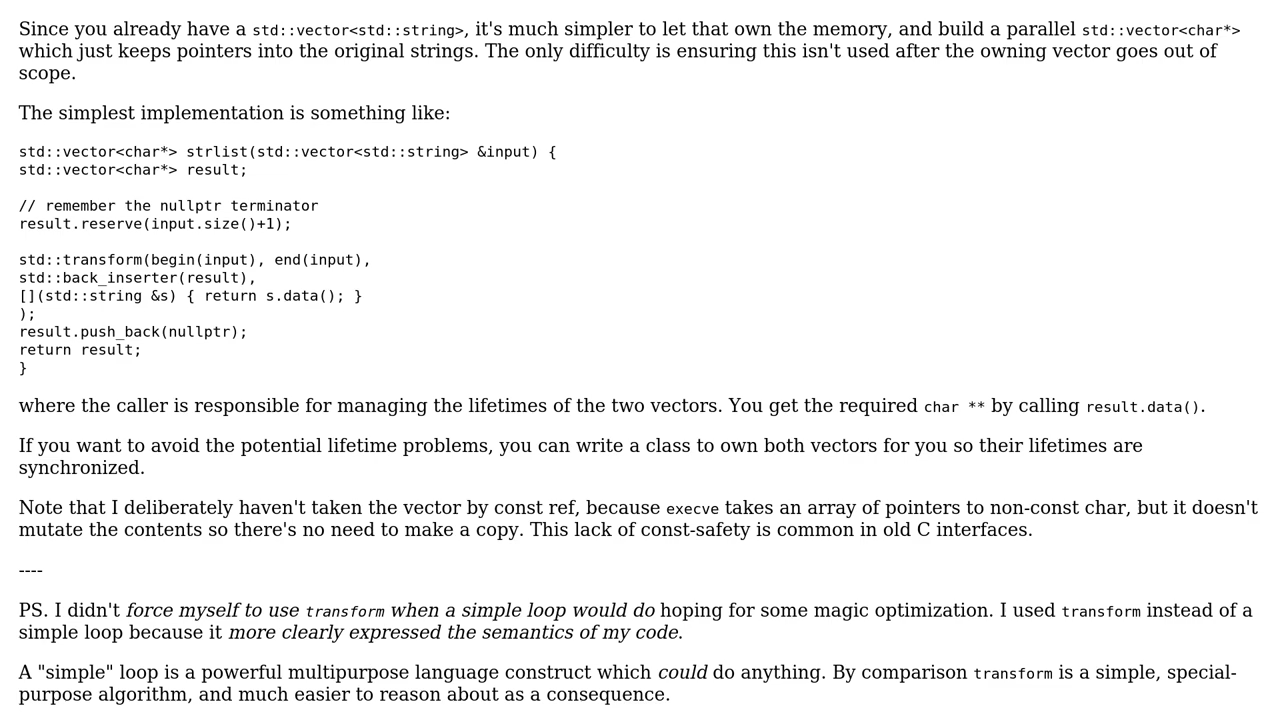 Since you already have a std::vector<std::string>, it's much simpler to let that own the memory, and build a parallel std::vector<char*>
which just keeps pointers into the original strings. The only difficulty is ensuring this isn't used after the owning vector goes out of
scope.
The simplest implementation is something like:
std::vector<char*> strlist(std::vector<std::string> &input) {
std::vector<char*> result;
// remember the nullptr terminator
result.reserve(input.size()+1);
std::transform(begin(input), end(input),
std::back_inserter(result),
[](std::string &s) { return s.data(); }
);
result.push_back(nullptr);
return result;
}
where the caller is responsible for managing the lifetimes of the two vectors. You get the required char ** by calling result.data().
If you want to avoid the potential lifetime problems, you can write a class to own both vectors for you so their lifetimes are
synchronized.
Note that I deliberately haven't taken the vector by const ref, because execve takes an array of pointers to non-const char, but it doesn't
mutate the contents so there's no need to make a copy. This lack of const-safety is common in old C interfaces.
----
PS. I didn't force myself to use transform when a simple loop would do hoping for some magic optimization. I used transform instead of a
simple loop because it more clearly expressed the semantics of my code.
A "simple" loop is a powerful multipurpose language construct which could do anything. By comparison transform is a simple, special-
purpose algorithm, and much easier to reason about as a consequence.